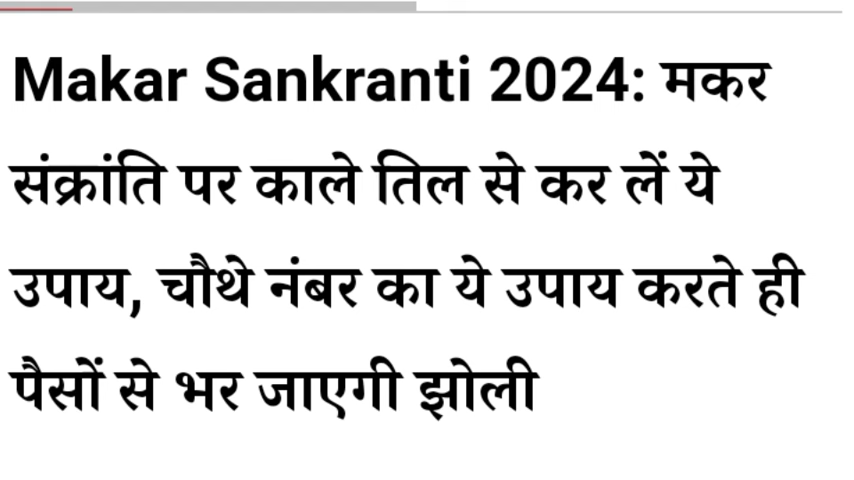 Makar Sankranti 2024: मकर
संक्रांति पर काले तिल से कर लें ये
उपाय, चौथे नंबर का ये उपाय करते ही
पैसों से भर जाएगी झोली